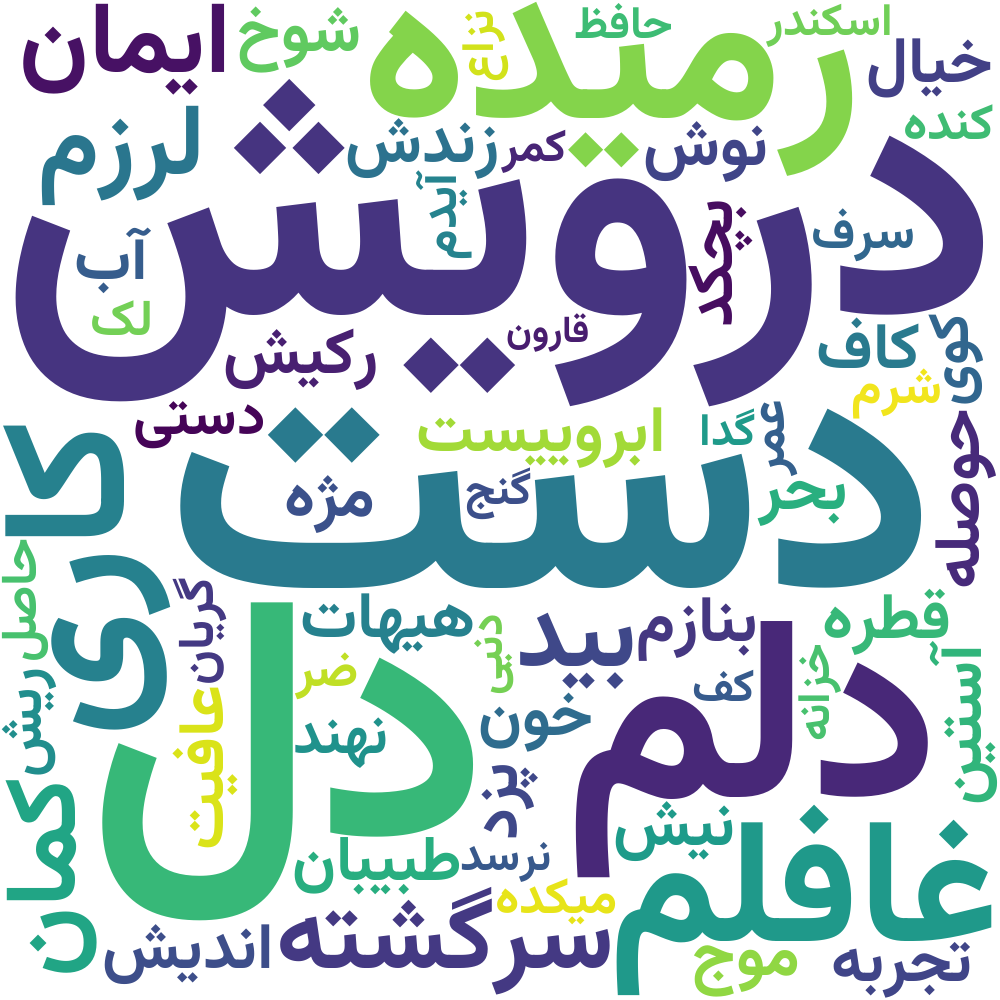 اسکندر
حافظ
نزاع
رمیده
شوخ
ایمان
خیال
کنده
نوش
کمر
زندش
لرزم
درویش
آیدم
بچکد
سرف
آب
لک
قارون
رکیش
کاف
کوی
شرم
دستی
ابروییست
گدا
عمر
دست
مژه
گنج
بحر
حوصله
کاری
حاصل
گریان
هیهات
بید
بنازم
قطره
دنیی
ضر
کف
خزانه
آستین
دل
دلم
ریش
عافیت
خون
نهند
پزد
کمان
نیش
غافلم
طبیبان
نرسد
میکده
سرگشته
اندیش
موج
تجربه